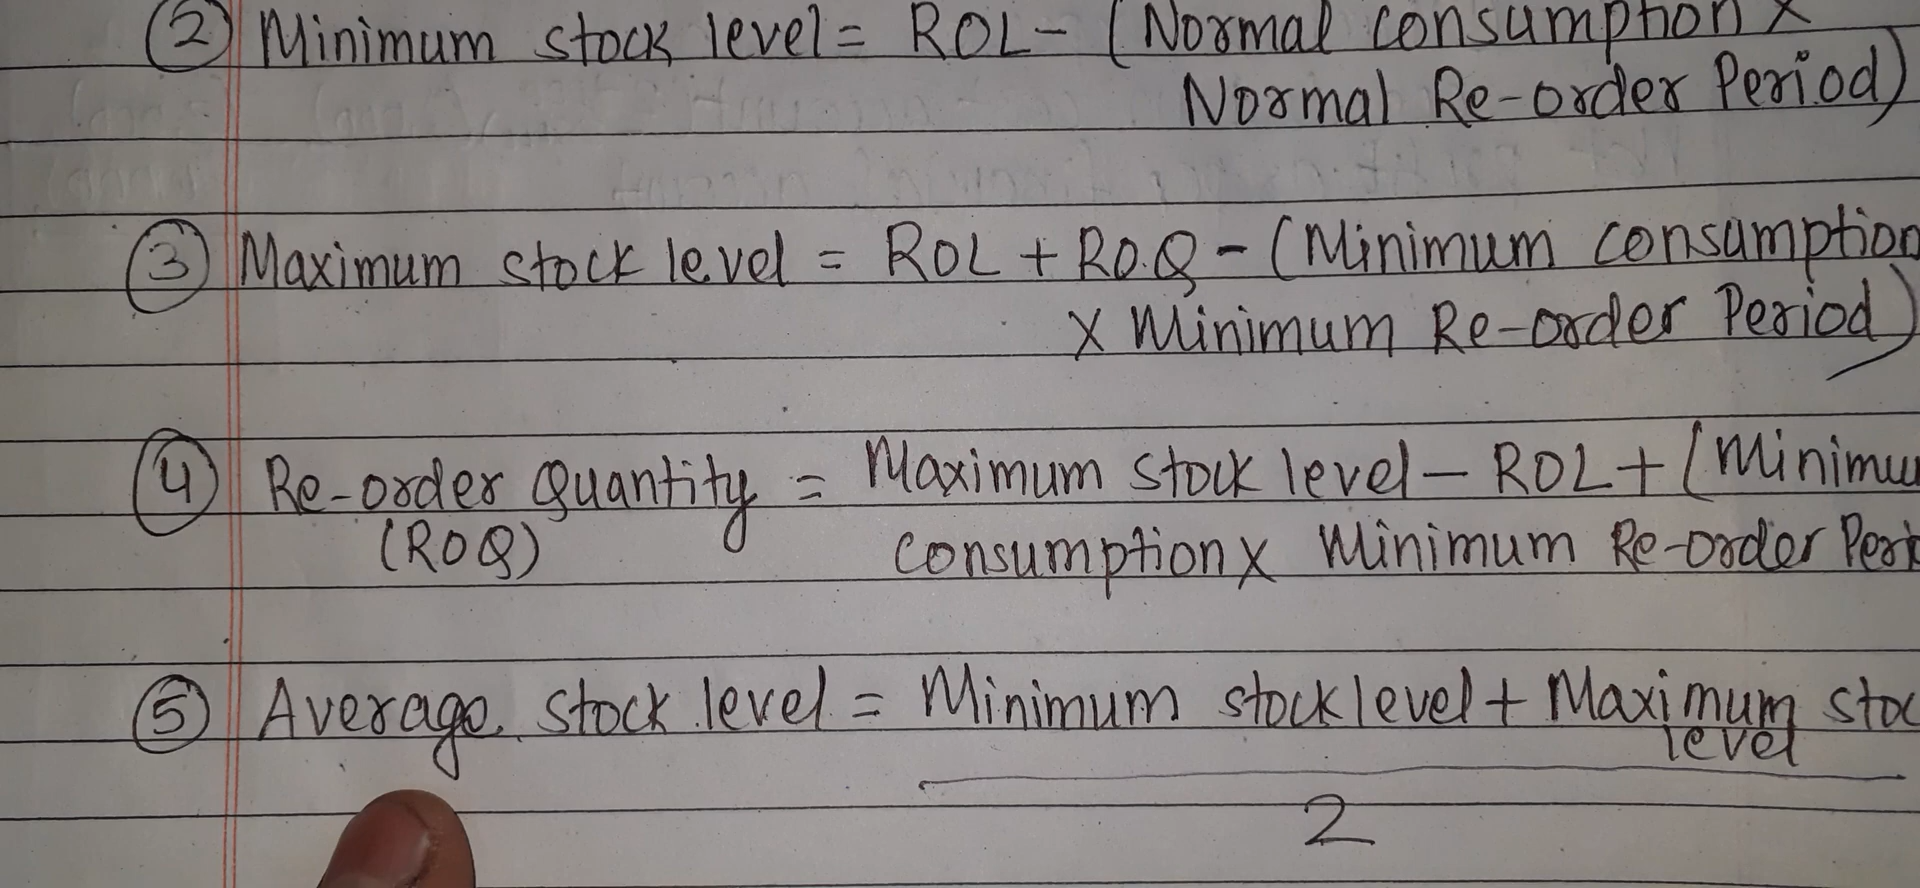 ② Minimum stock level = ROL - (Normal consumption x
Normal Re-order Period)
③ Maximum stock level = ROL + RO.Q - (Minimum consumption
x Minimum Re-order Period)
④ Re-order Quantity = Maximum stock level - ROL + (Minimu
(ROQ) consumption x Minimum Re-order Peri
⑤ Average stock level = Minimum stock level + Maximum stoc
level
2